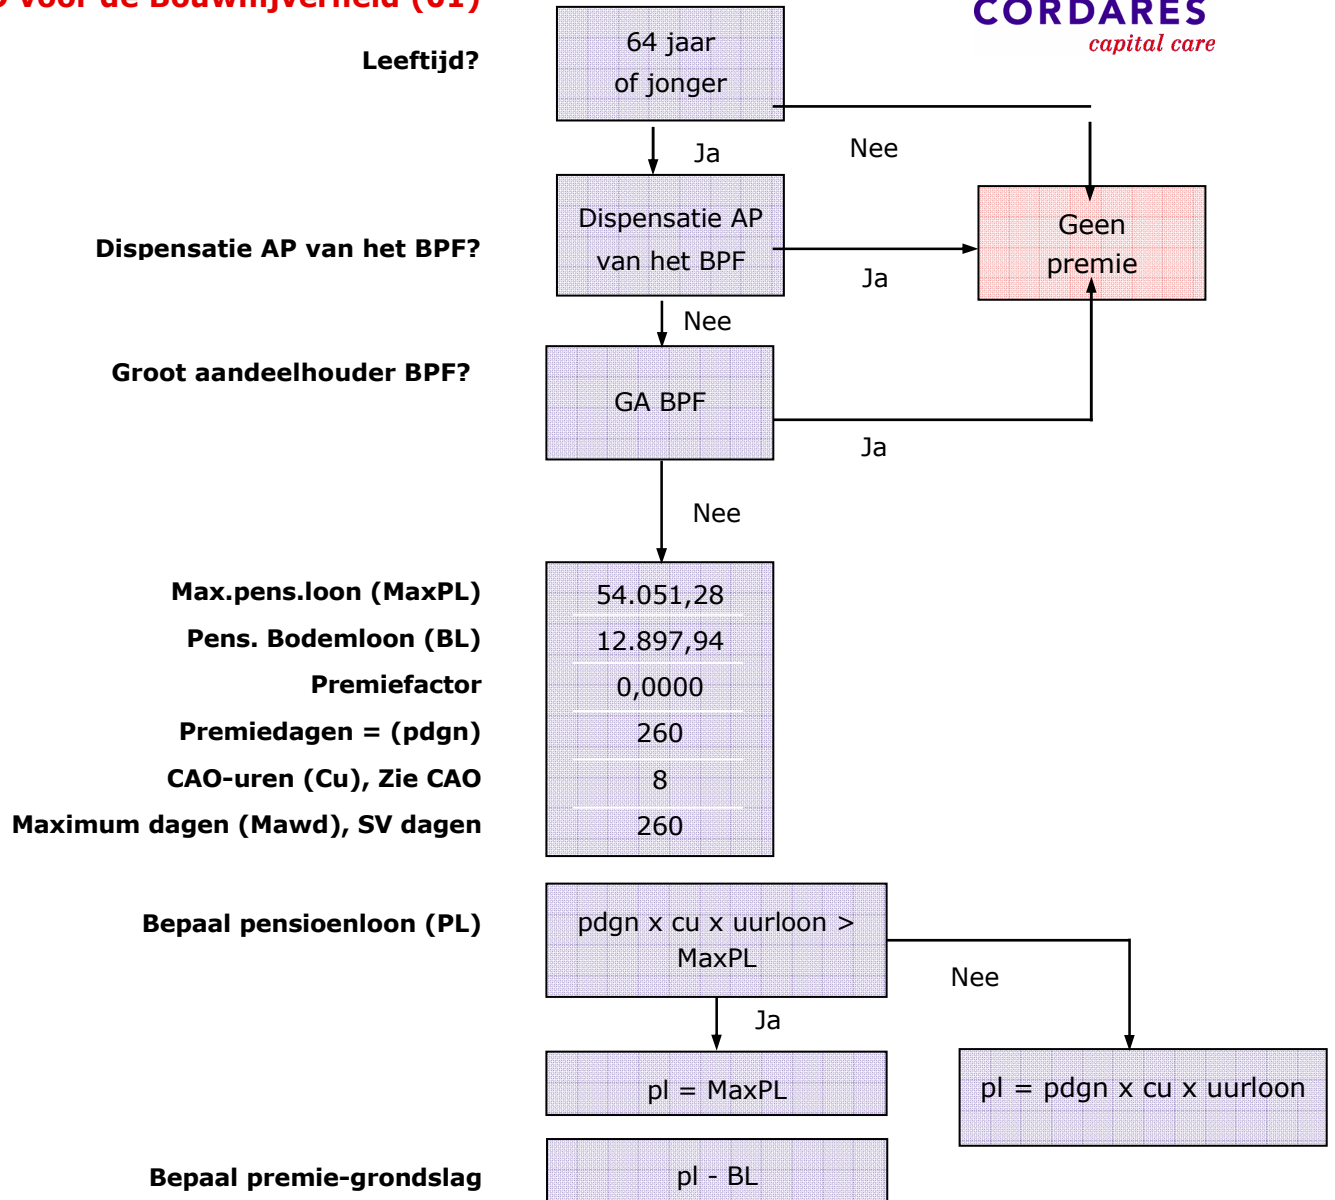 voor de Bouwnijverheid (01)
CORDARES
capital care
Leeftijd?
64 jaar
of jonger
Ja
Nee
Dispensatie AP van het BPF?
Dispensatie AP
van het BPF
Ja
Geen
premie
Nee
Groot aandeelhouder BPF?
GA BPF
Ja
Nee
Max.pens.loon (MaxPL)
54.051,28
Pens. Bodemloon (BL)
12.897,94
Premiefactor
0,0000
Premiedagen = (pdgn)
260
CAO-uren (Cu), Zie CAO
8
Maximum dagen (Mawd), SV dagen
260
Bepaal pensioenloon (PL)
pdgn x cu x uurloon >
MaxPL
Nee
Ja
pl = MaxPL
pl = pdgn x cu x uurloon
Bepaal premie-grondslag
pl - BL